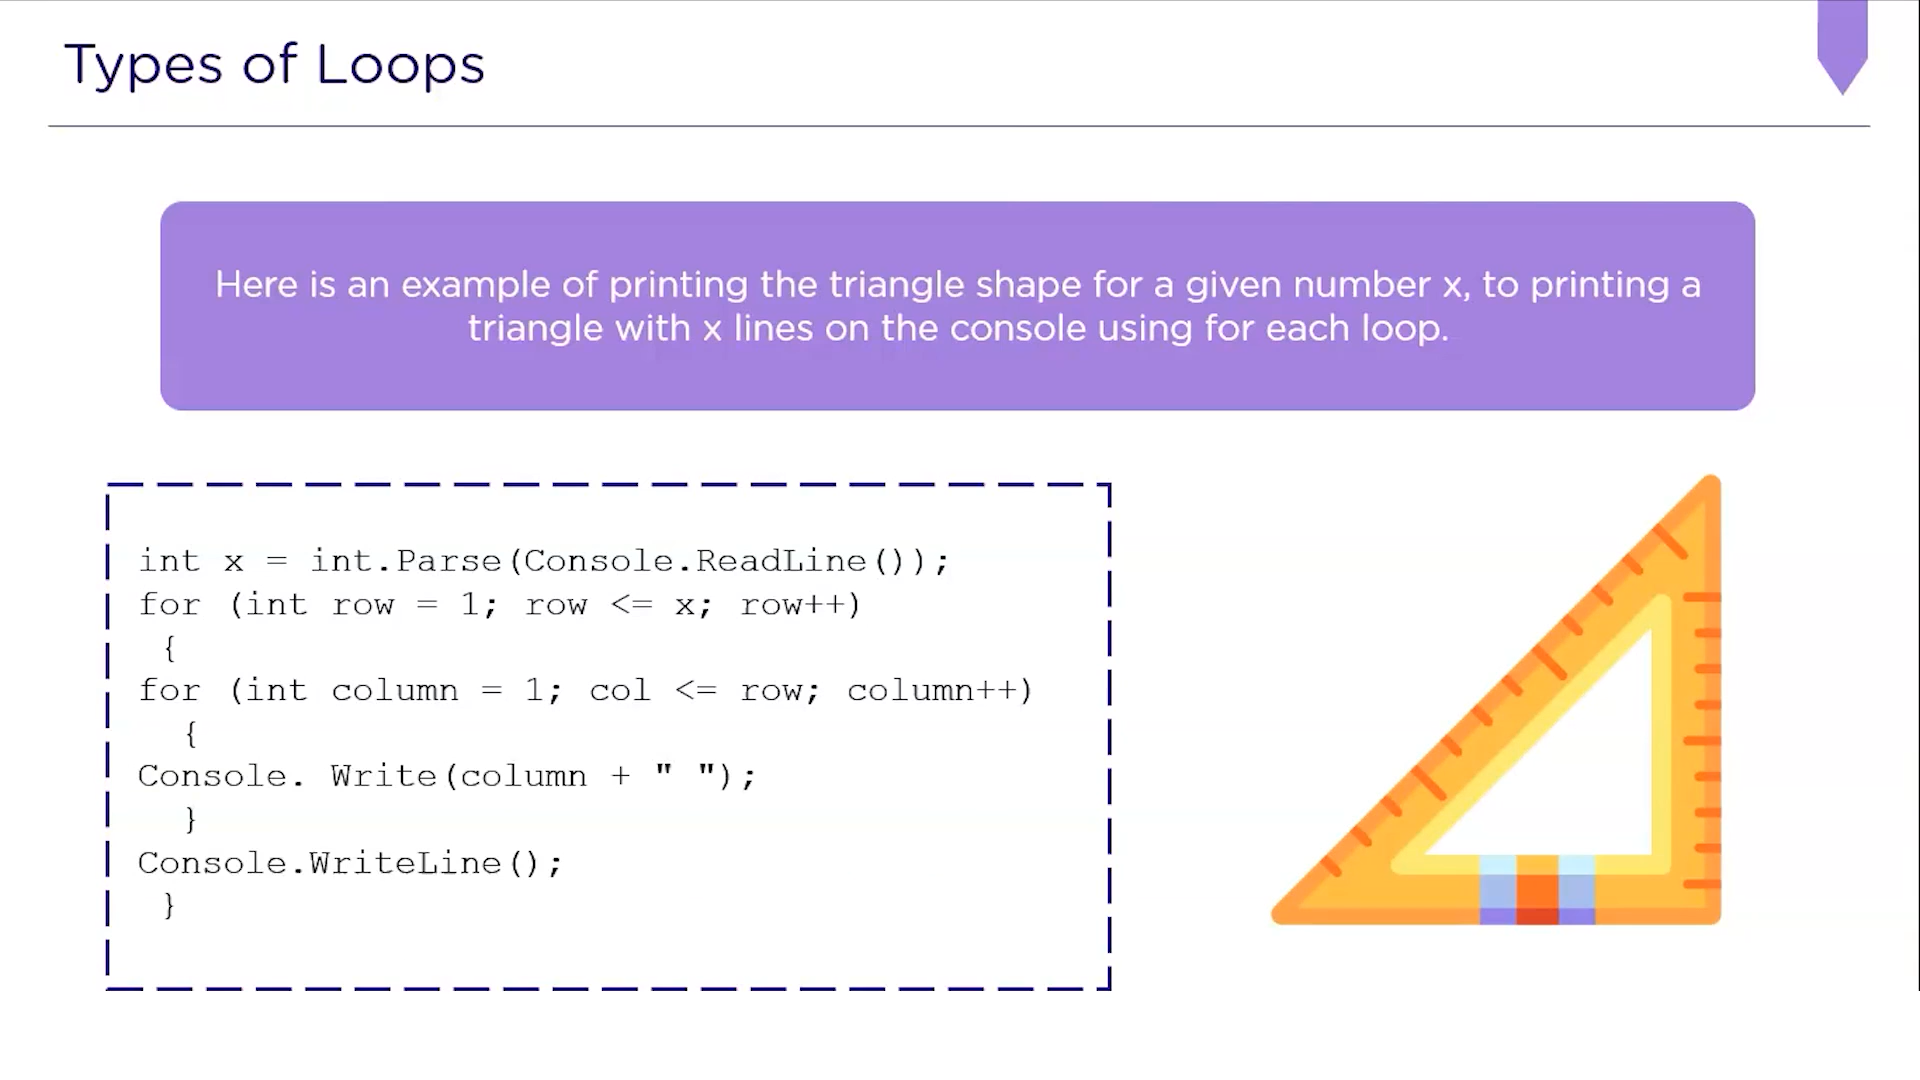 Types of Loops
Here is an example of printing the triangle shape for a given number x, to printing a
triangle with x lines on the console using for each loop.
int x = int.Parse(Console.ReadLine());
for (int row = 1; row <= x; row++)
{
for (int column = 1; col <= row; column++)
{
Console. Write(column + " ");
}
Console.WriteLine();
}